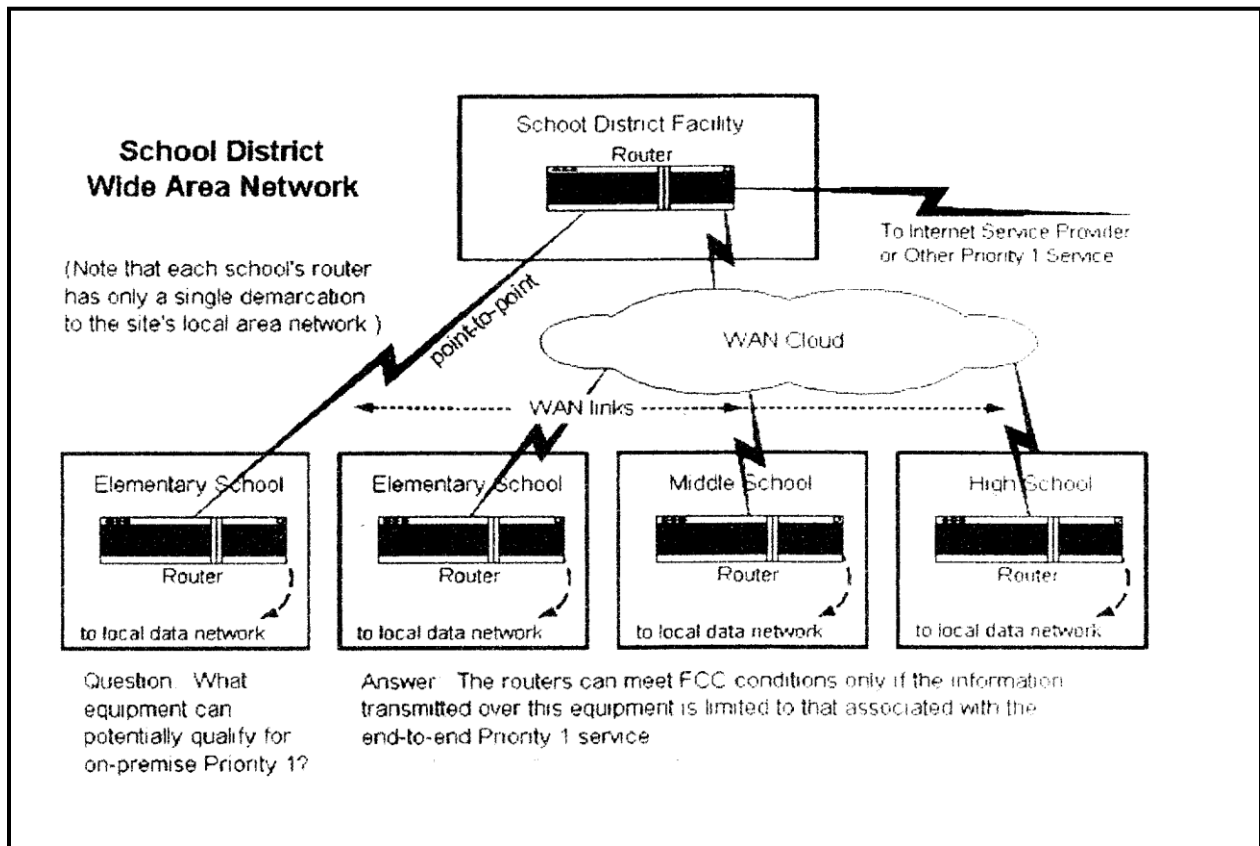 School District
Wide Area Network
(Note that each school's router
has only a single demarcation
to the site's local area network )
School District Facility
Router
To Internet Service Provider
or Other Priority 1 Service
point-to-point
WAN Cloud
WAN links
Elementary School
Router
to local data network
Elementary School
Router
to local data network
Middle School
Router
to local data network
High School
Router
to local data network
Question What
equipment can
potentially qualify for
on-premise Priority 1?
Answer The routers can meet FCC conditions only if the information
transmitted over this equipment is limited to that associated with the
end-to-end Priority 1 service